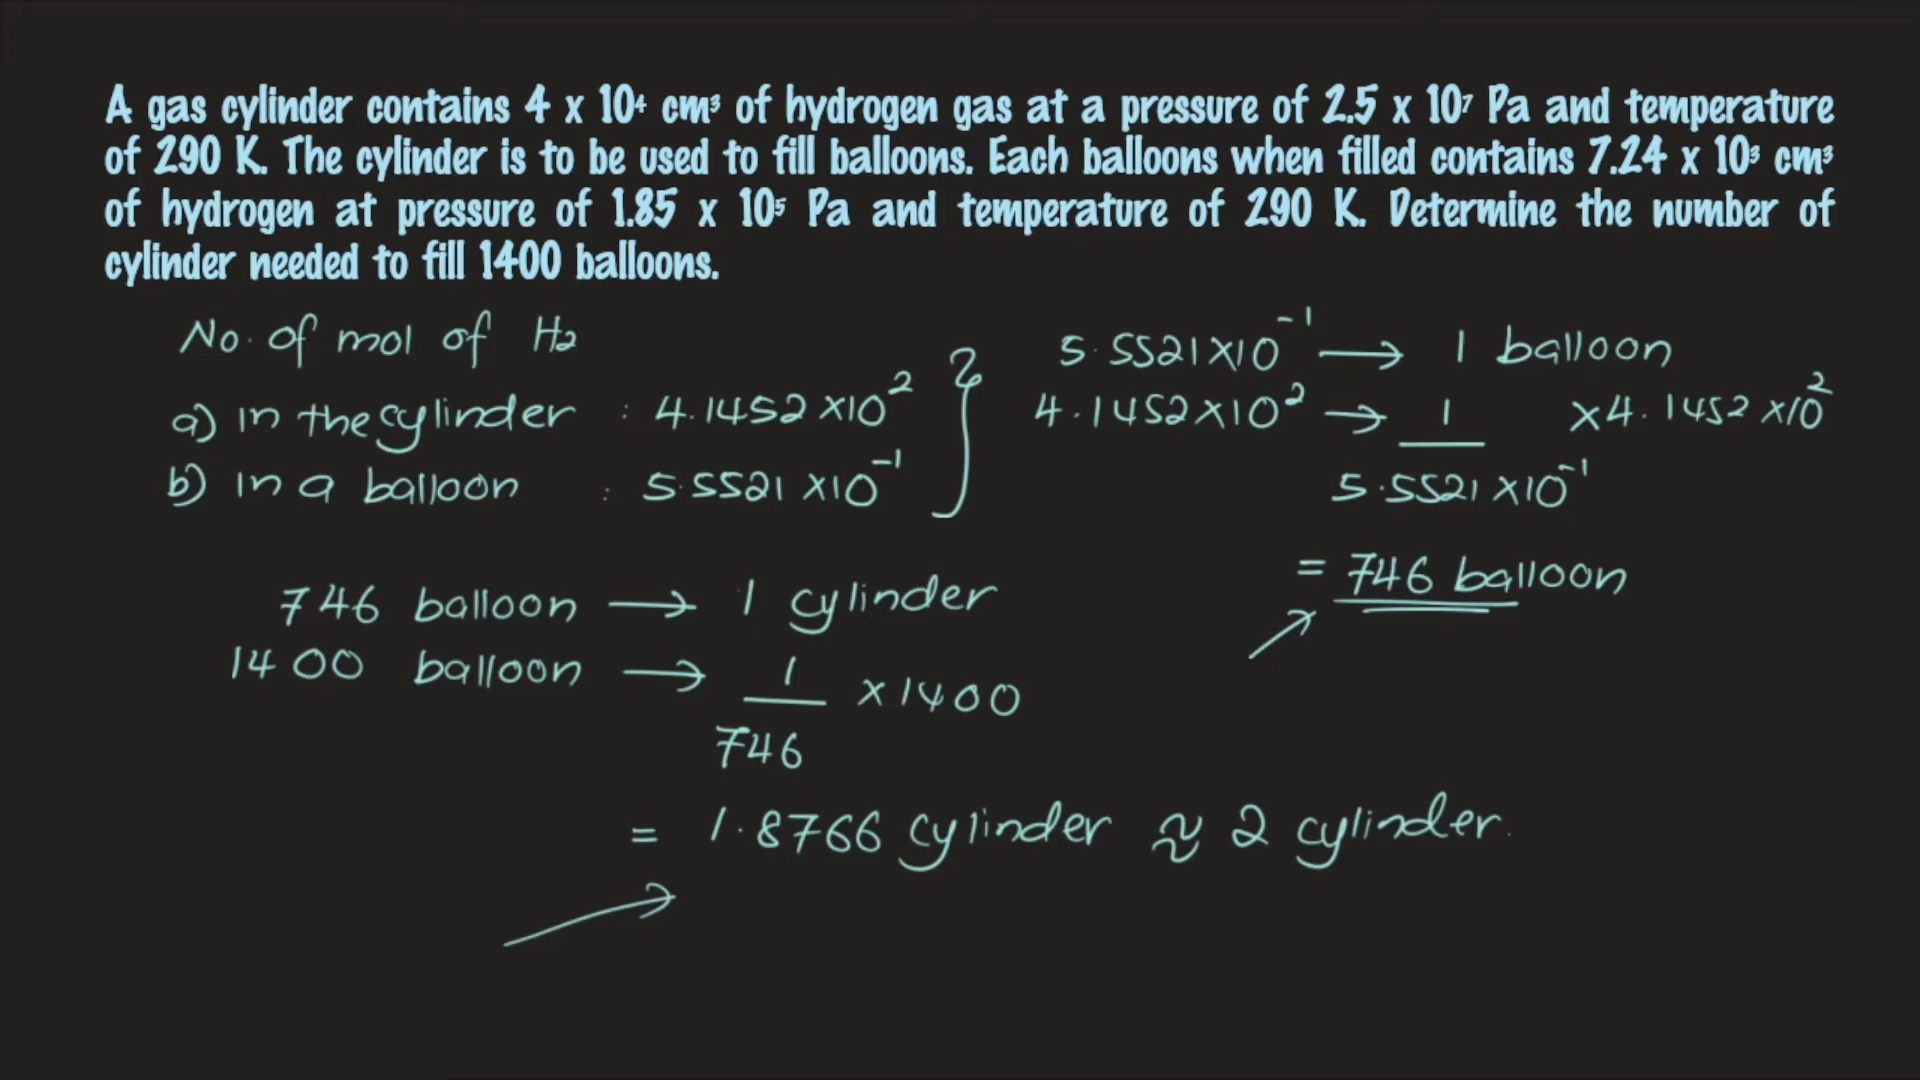 A gas cylinder contains 4 x 10⁴ cm³ of hydrogen gas at a pressure of 2.5 x 10⁷ Pa and temperature
of 290 K. The cylinder is to be used to fill balloons. Each balloons when filled contains 7.24 x 10³ cm³
of hydrogen at pressure of 1.85 x 10⁵ Pa and temperature of 290 K. Determine the number of
cylinder needed to fill 1400 balloons.
No. of mol of H₂
a) in the cylinder : 4.1452 ×10²
b) in a balloon : 5.5521 ×10⁻¹
5.5521×10⁻¹ → 1 balloon
4.1452×10² → 1 ×4.1452 ×10²
5.5521 ×10⁻¹
= 746 balloon
746 balloon → 1 cylinder
1400 balloon → 1 ×1400
746
= 1.8766 cylinder ≈ 2 cylinder.